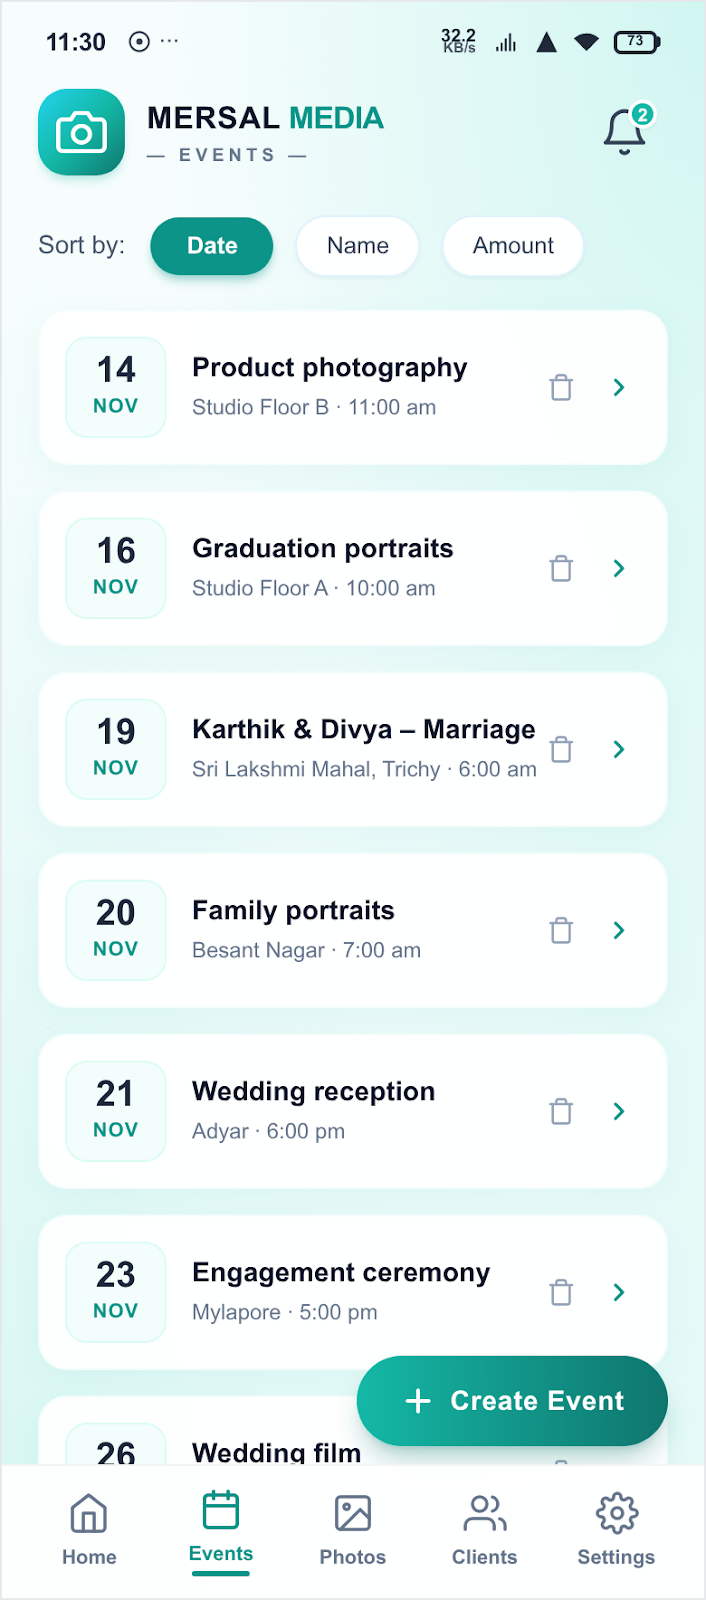 11:30
32.2
KB/s
73
MERSAL MEDIA
— EVENTS —
2
Sort by: Date Name Amount
14
NOV
Product photography
Studio Floor B · 11:00 am
16
NOV
Graduation portraits
Studio Floor A · 10:00 am
19
NOV
Karthik & Divya – Marriage
Sri Lakshmi Mahal, Trichy · 6:00 am
20
NOV
Family portraits
Besant Nagar · 7:00 am
21
NOV
Wedding reception
Adyar · 6:00 pm
23
NOV
Engagement ceremony
Mylapore · 5:00 pm
+ Create Event
26
Wedding film
Home Events Photos Clients Settings